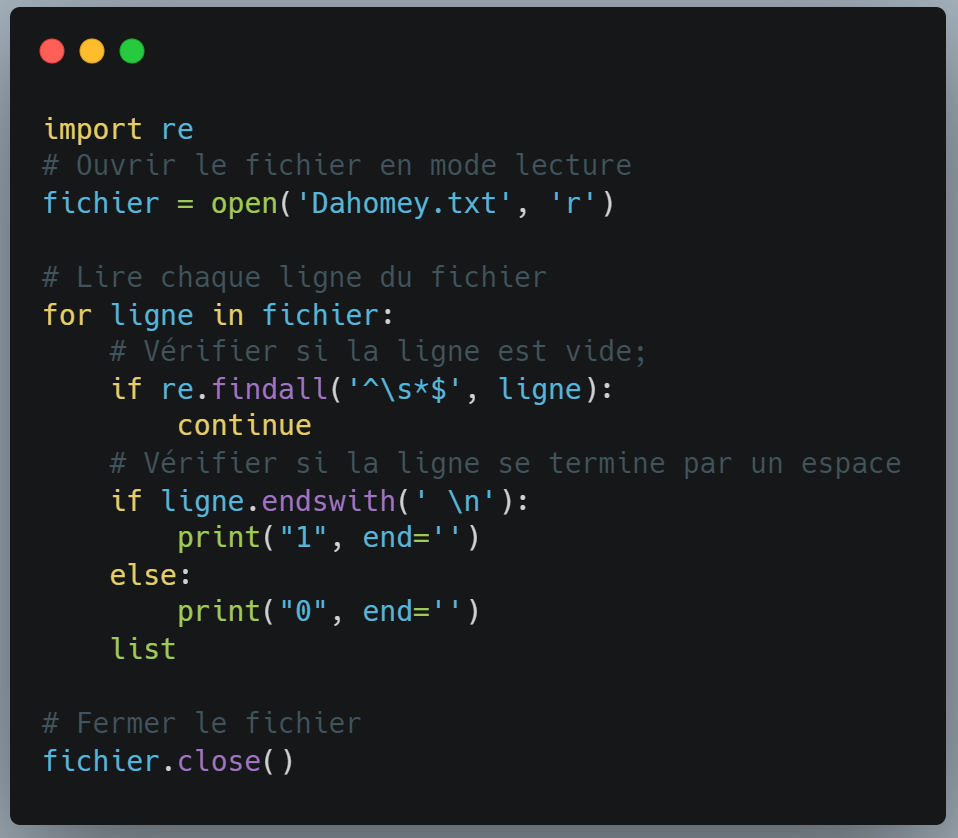 import re
# Ouvrir le fichier en mode lecture
fichier = open('Dahomey.txt', 'r')

# Lire chaque ligne du fichier
for ligne in fichier:
    # Vérifier si la ligne est vide;
    if re.findall('^\s*$', ligne):
        continue
    # Vérifier si la ligne se termine par un espace
    if ligne.endswith(' \n'):
        print("1", end='')
    else:
        print("0", end='')
    list

# Fermer le fichier
fichier.close()